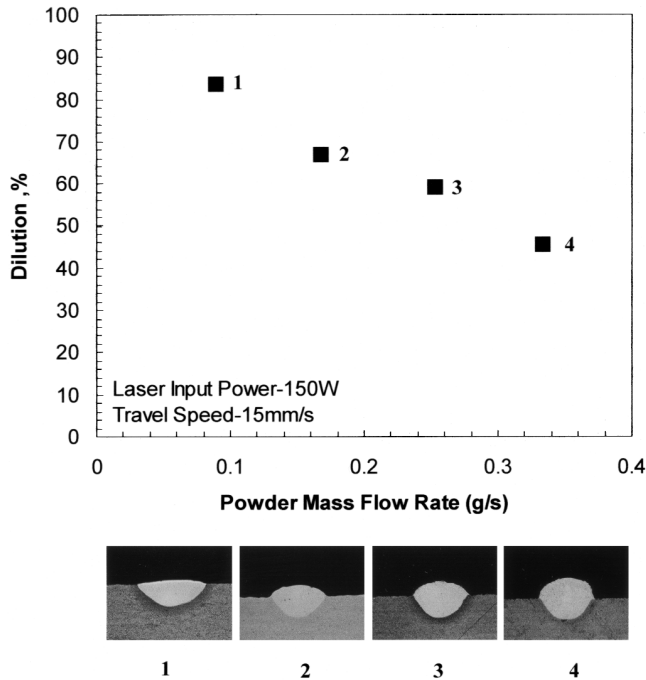 100
90
80
70
60
50
40
30
20
10
0
Dilution ,%
1
2
3
4
Laser Input Power-150W
Travel Speed-15mm/s
0 0.1 0.2 0.3 0.4
Powder Mass Flow Rate (g/s)
1 2 3 4